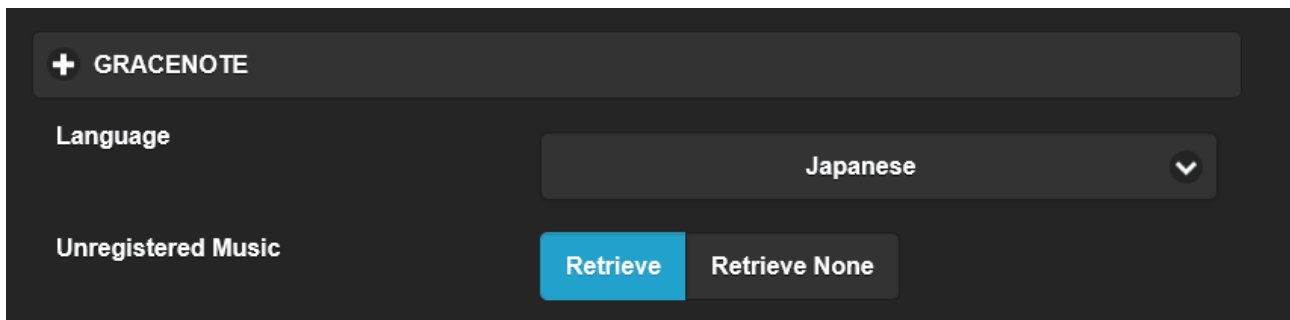 GRACENOTE
Language
Japanese
Unregistered Music
Retrieve
Retrieve None